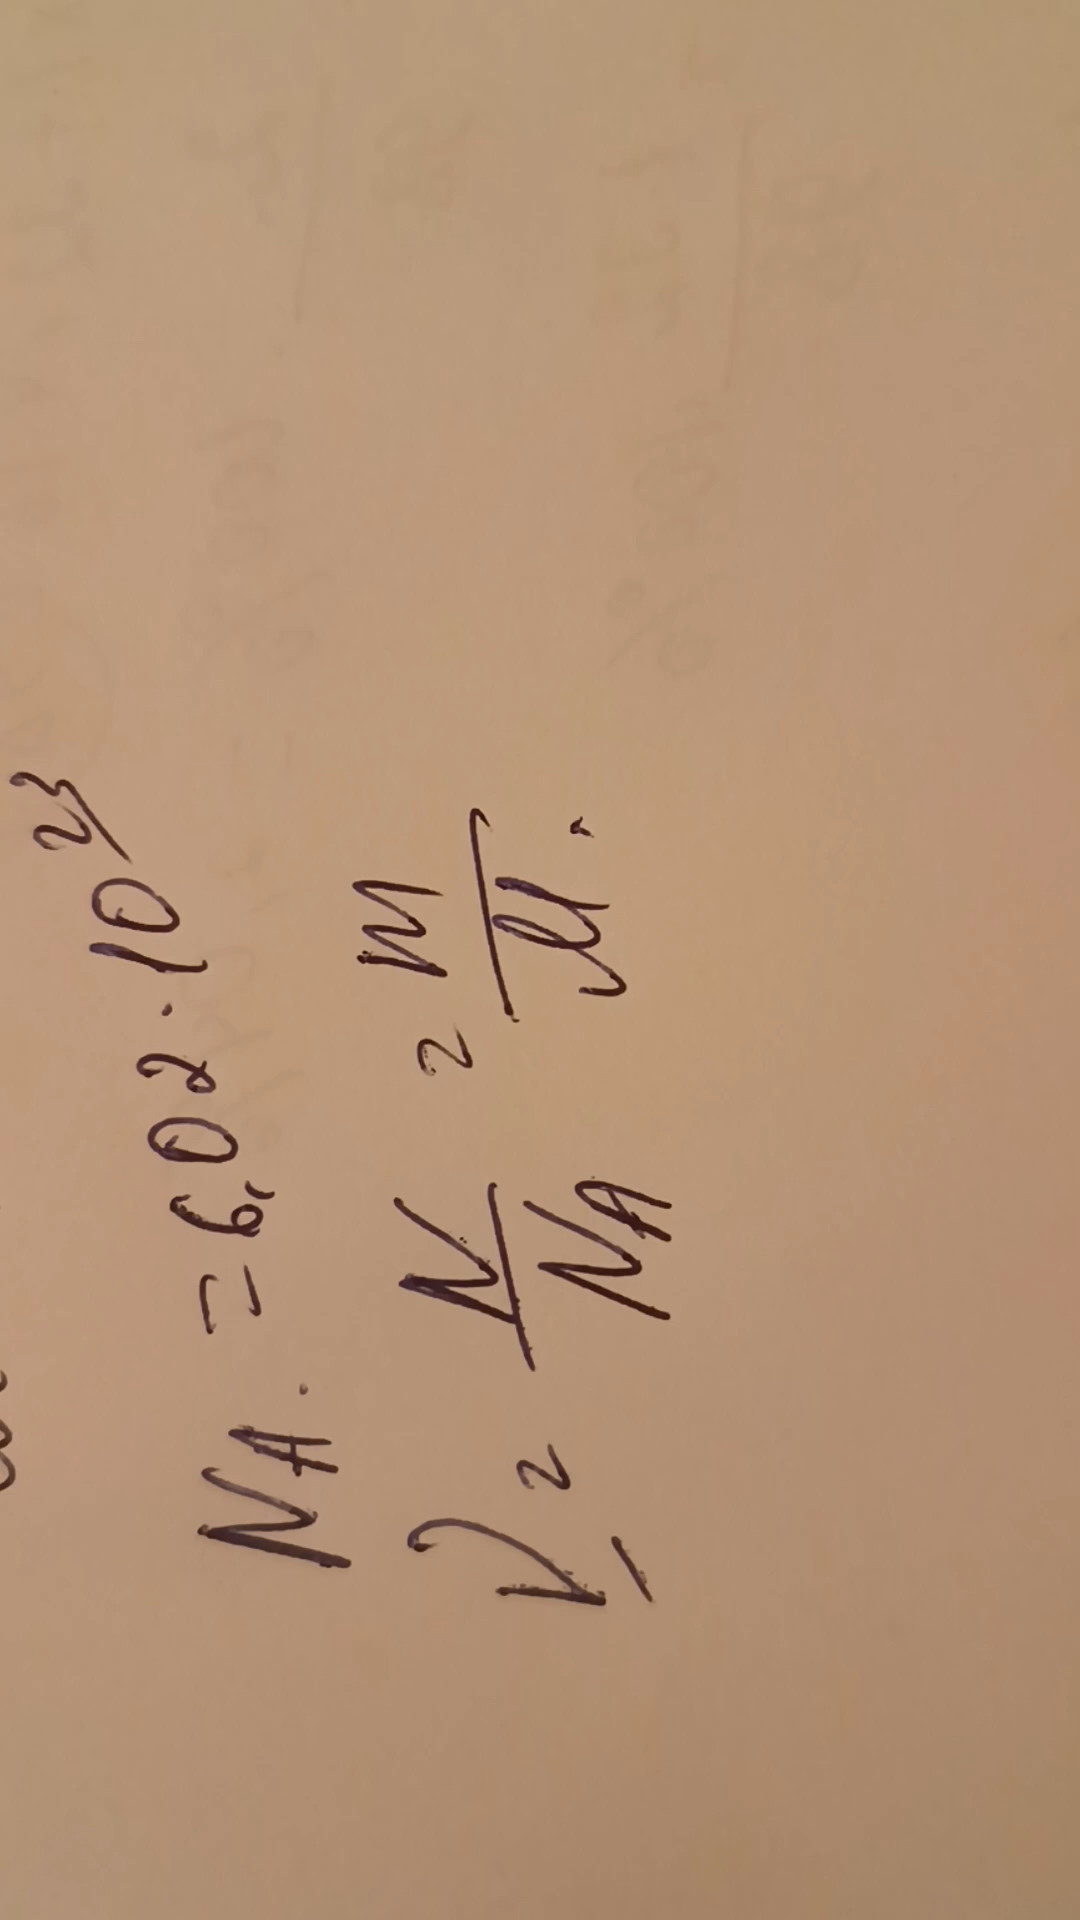 NA. = 6,02 · 10²³
ν = N/NA = m/M.